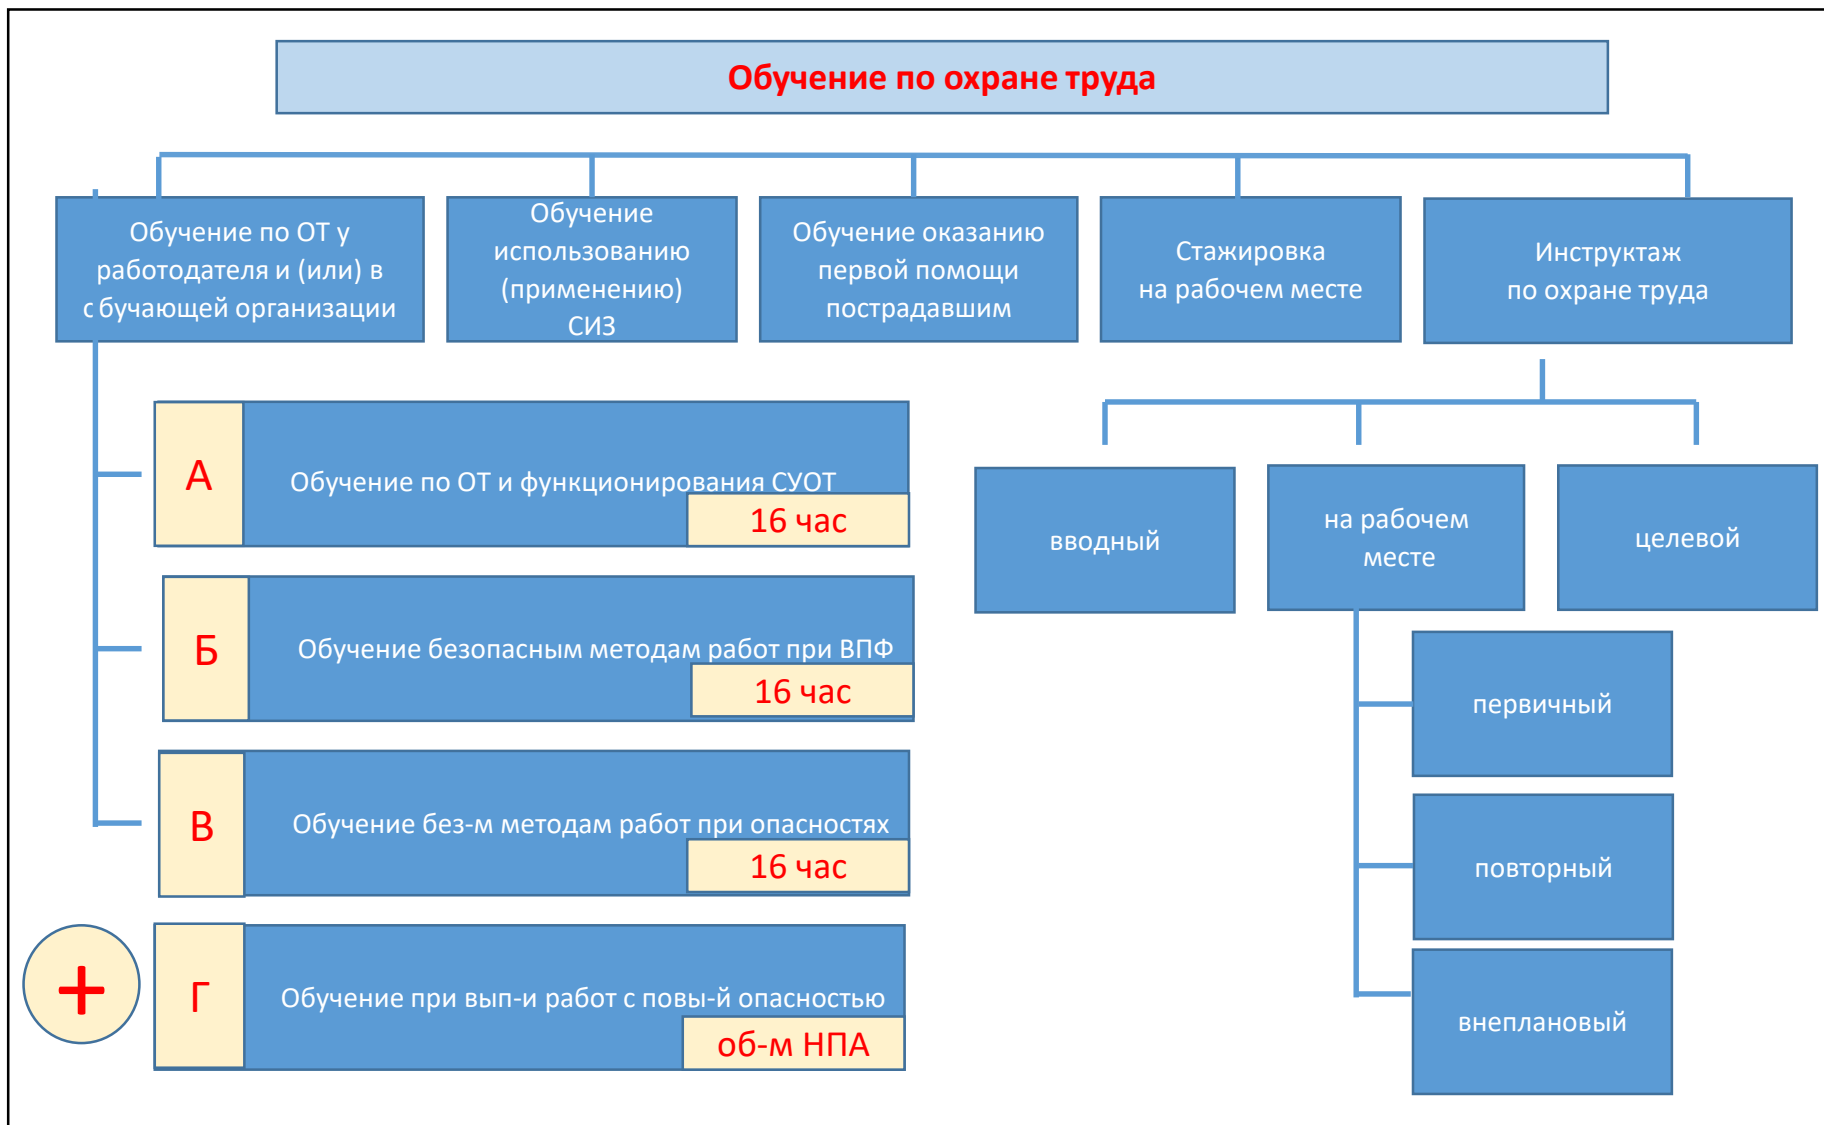 Обучение по охране труда
Обучение по ОТ у
работодателя и (или) в
с бучающей организации
Обучение
использованию
(применению)
СИЗ
Обучение оказанию
первой помощи
пострадавшим
Стажировка
на рабочем месте
Инструктаж
по охране труда
А
Обучение по ОТ и функционирования СУОТ
16 час
Б
Обучение безопасным методам работ при ВПФ
16 час
В
Обучение без-м методам работ при опасностях
16 час
+
Г
Обучение при вып-и работ с повы-й опасностью
об-м НПА
вводный
на рабочем
месте
целевой
первичный
повторный
внеплановый